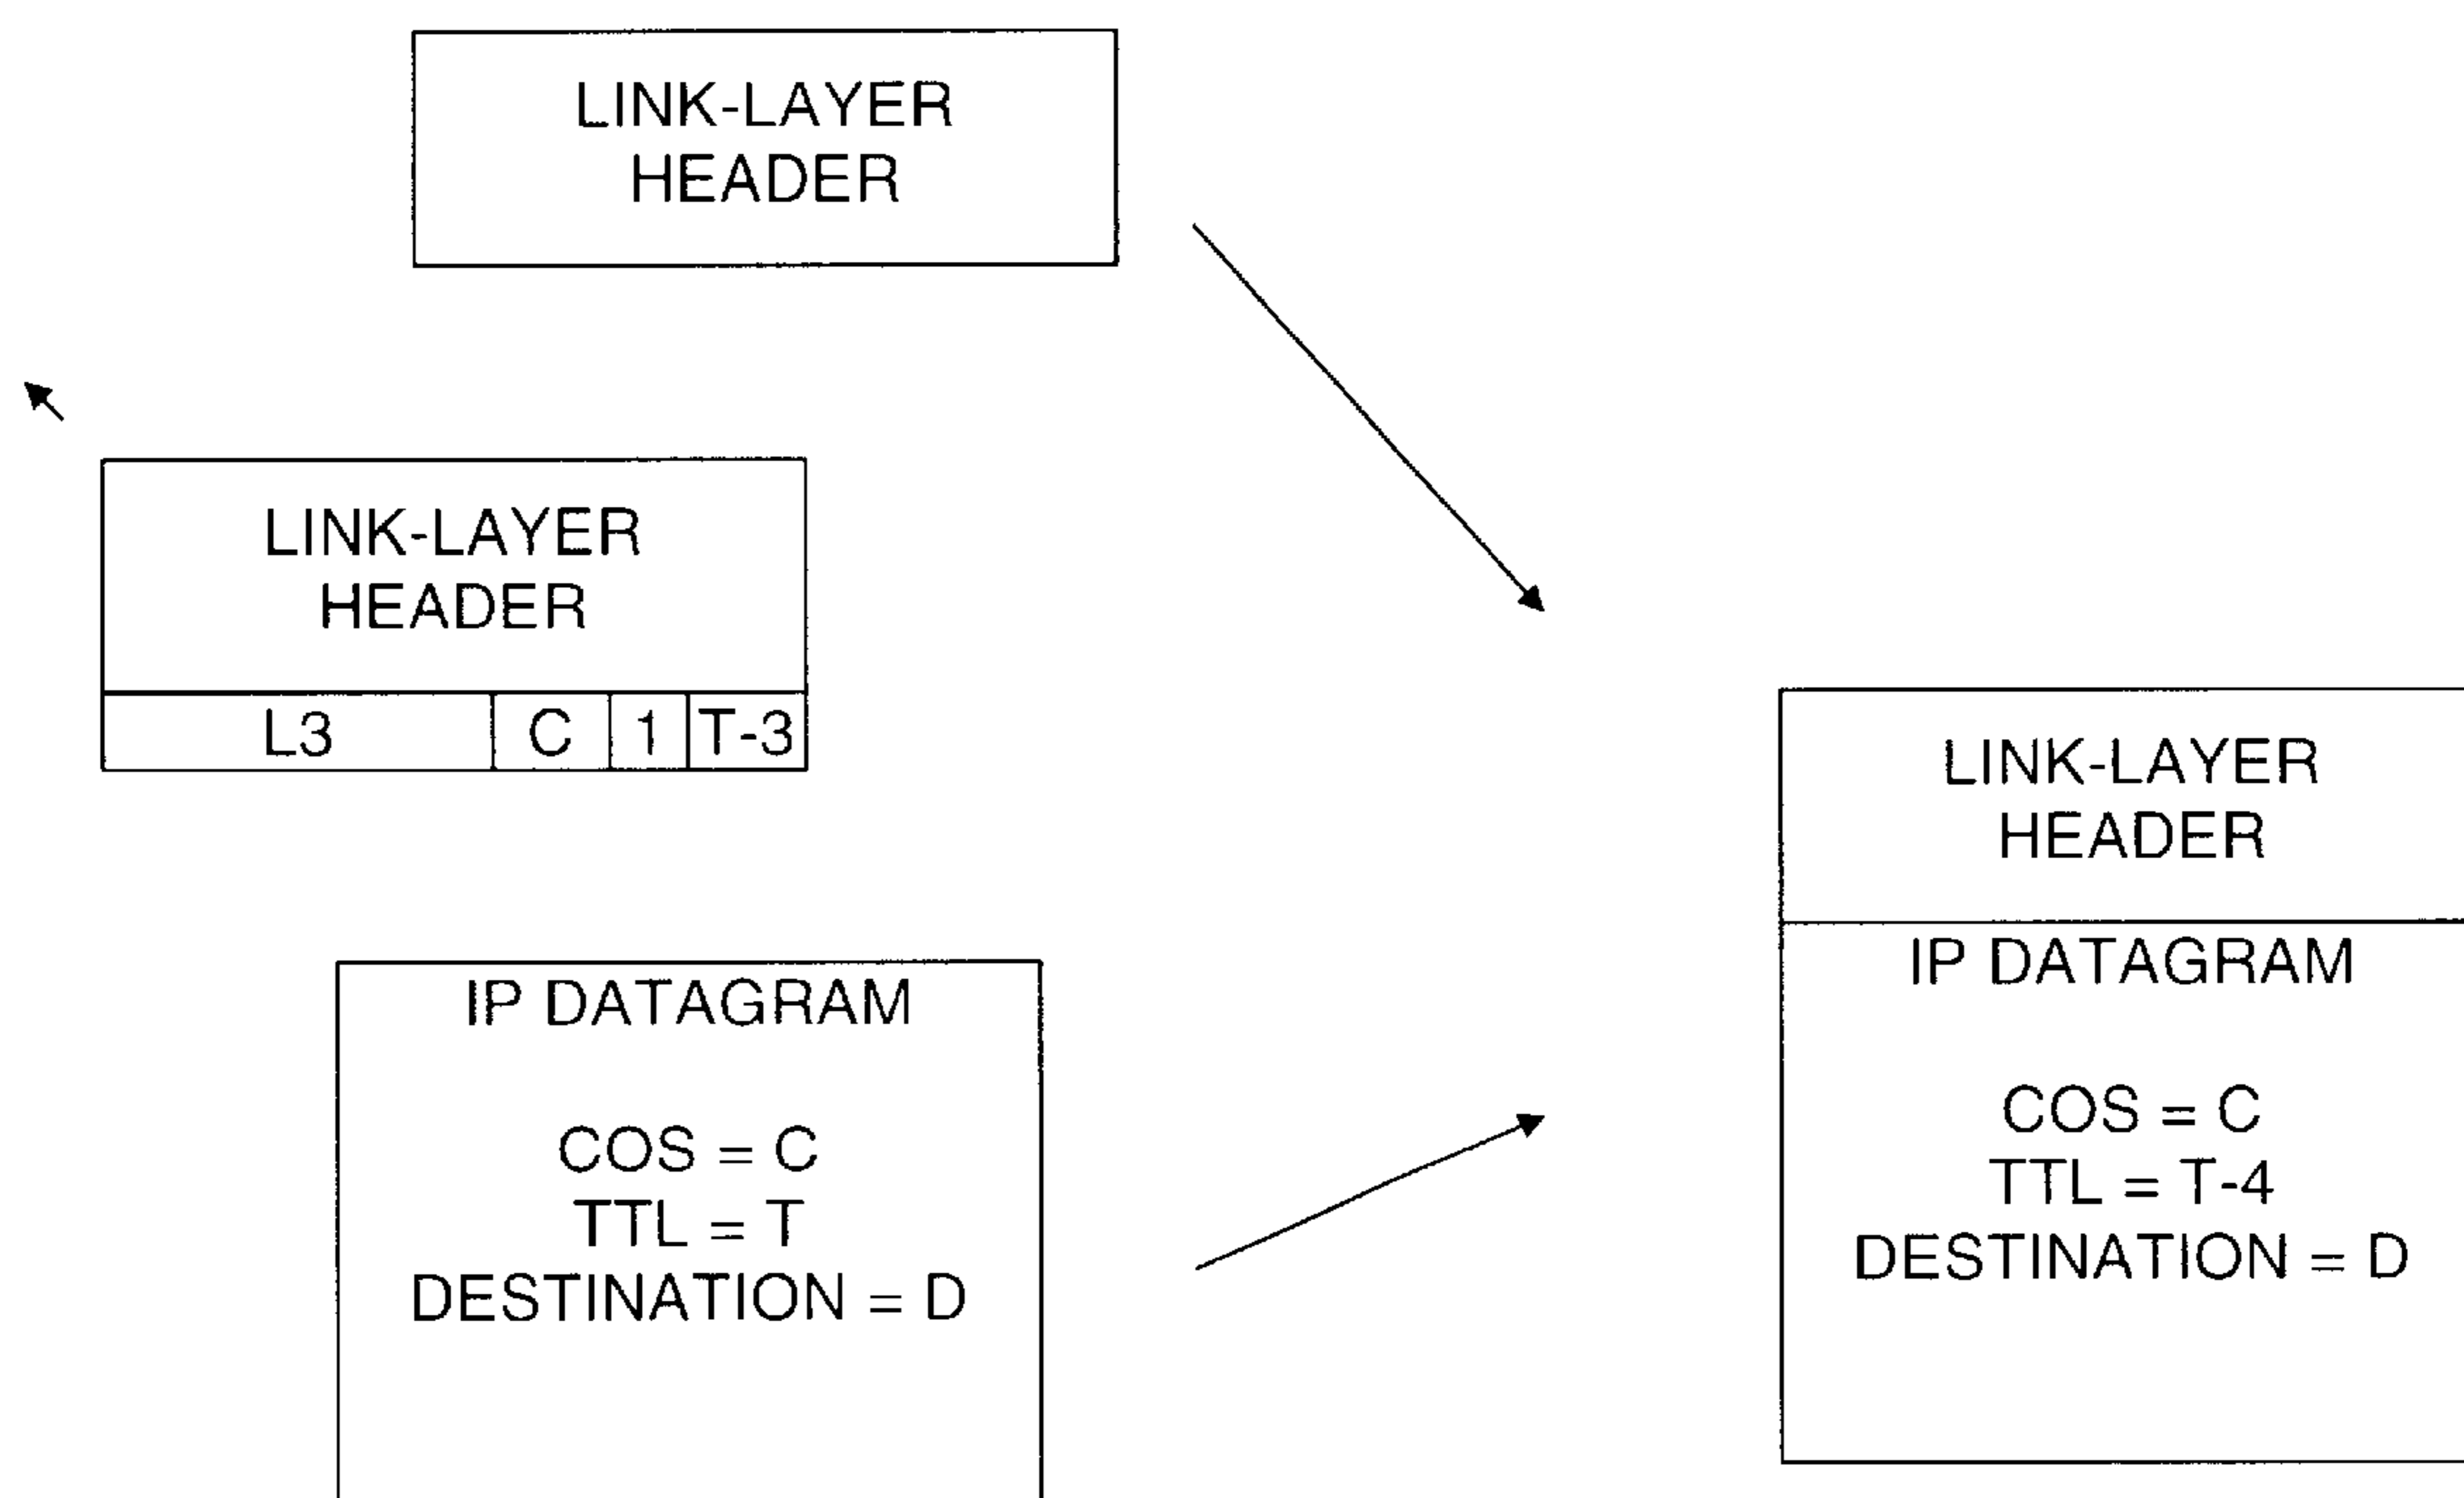 LINK-LAYER
HEADER
LINK-LAYER
HEADER
L3 C 1 T-3
IP DATAGRAM
COS = C
TTL = T
DESTINATION = D
LINK-LAYER
HEADER
IP DATAGRAM
COS = C
TTL = T-4
DESTINATION = D